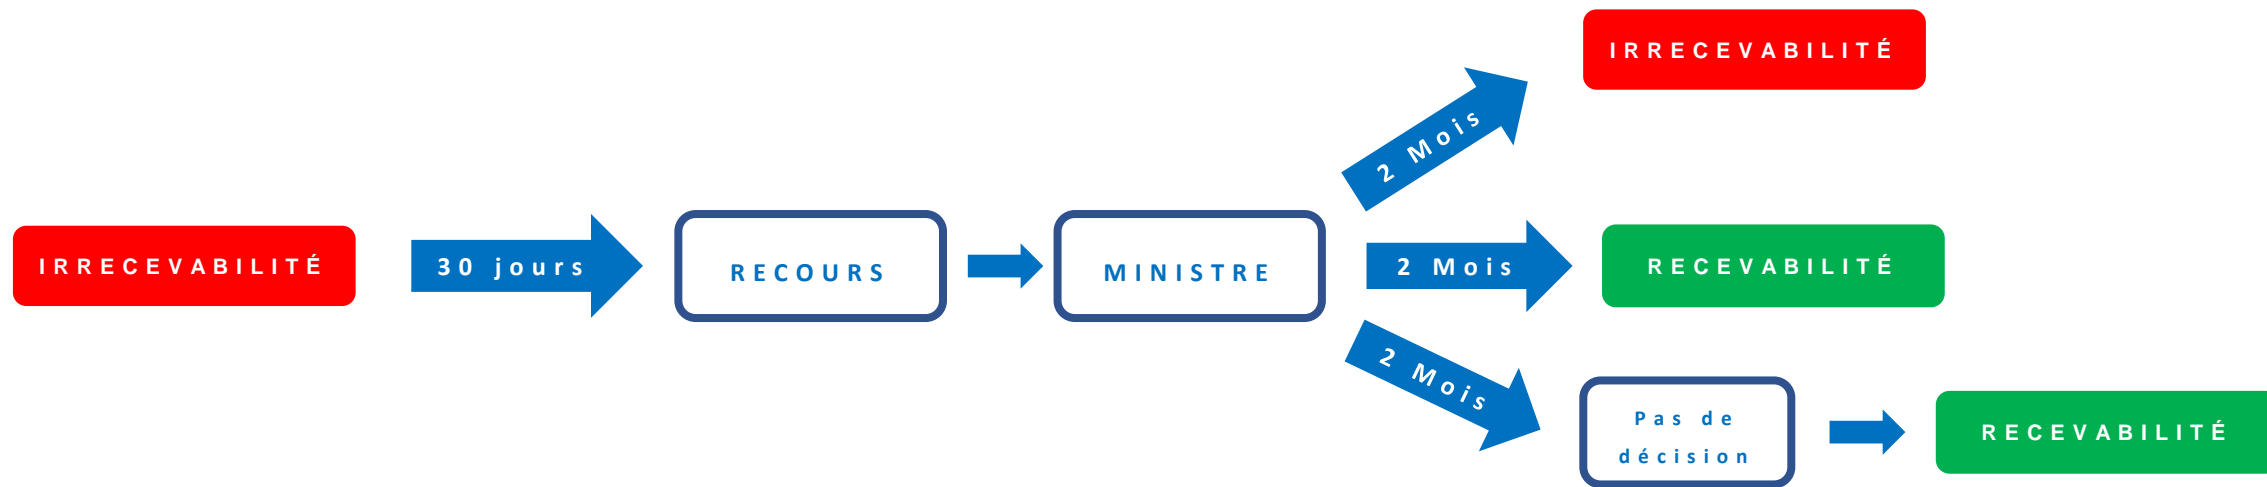 IRRECEVABILITÉ
2 Mois
IRRECEVABILITÉ
30 jours
RECOURS
MINISTRE
2 Mois
RECEVABILITÉ
2 Mois
Pas de
décision
RECEVABILITÉ